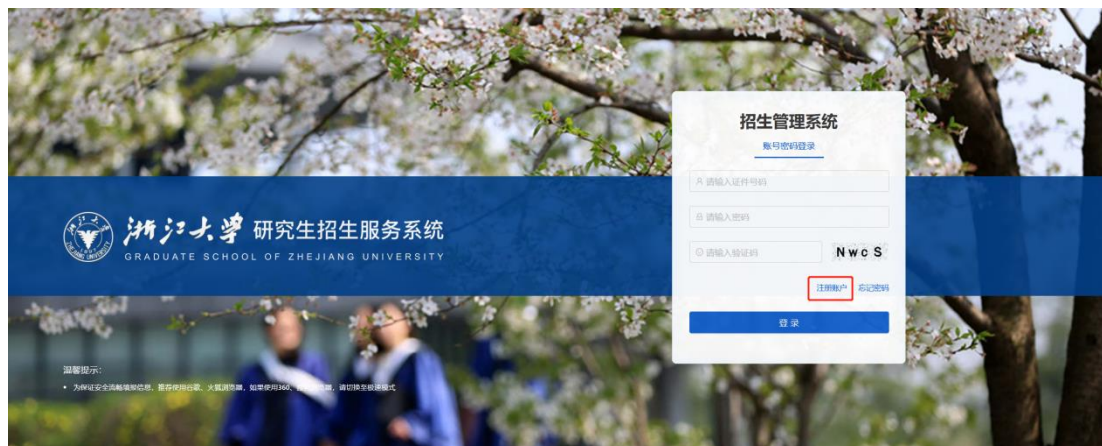 招生管理系统
账号密码登录
请输入证件号码
请输入密码
请输入验证码
NwcS
注册账户 忘记密码
登 录
浙江大学 研究生招生服务系统
GRADUATE SCHOOL OF ZHEJIANG UNIVERSITY
温馨提示：
• 为保证安全流畅填报信息，推荐使用谷歌、火狐浏览器，如果使用360、 器，请切换至极速模式